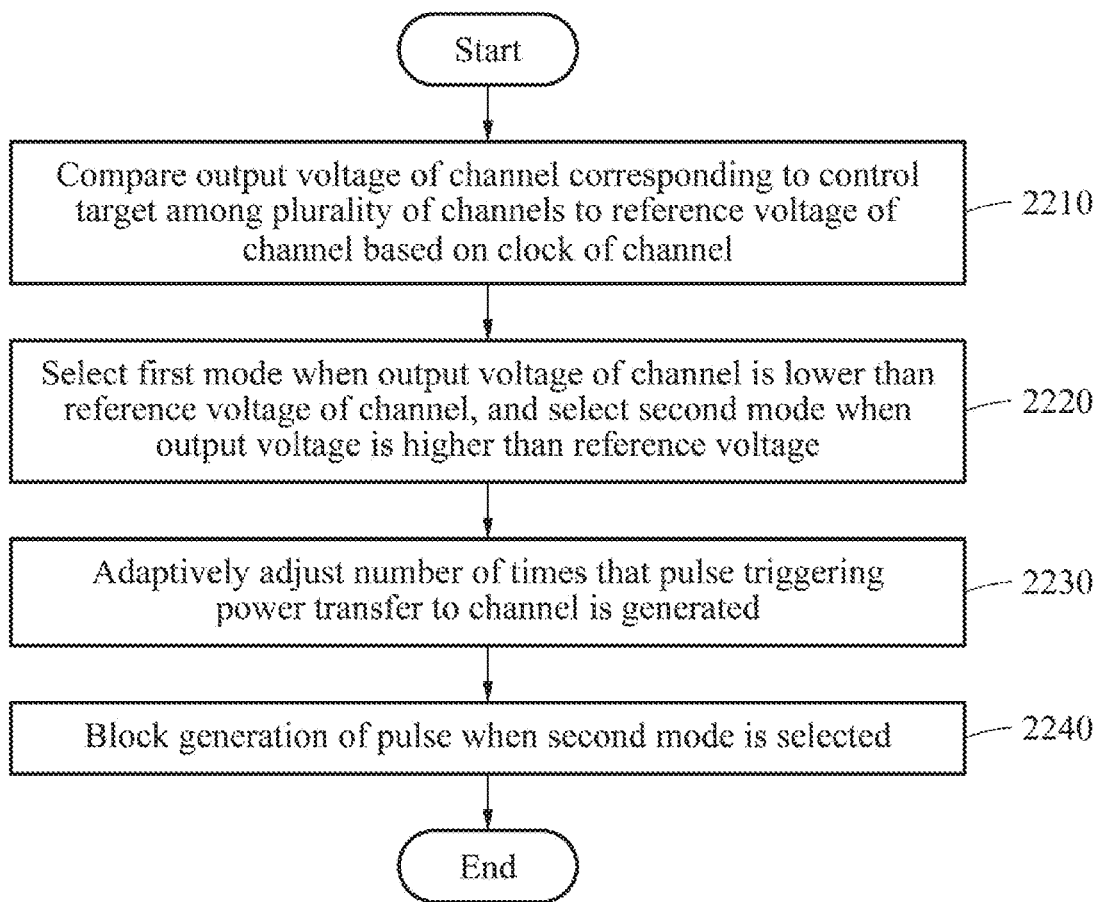 Start
Compare output voltage of channel corresponding to control
target among plurality of channels to reference voltage of
channel based on clock of channel
2210
Select first mode when output voltage of channel is lower than
reference voltage of channel, and select second mode when
output voltage is higher than reference voltage
2220
Adaptively adjust number of times that pulse triggering
power transfer to channel is generated
2230
Block generation of pulse when second mode is selected
2240
End